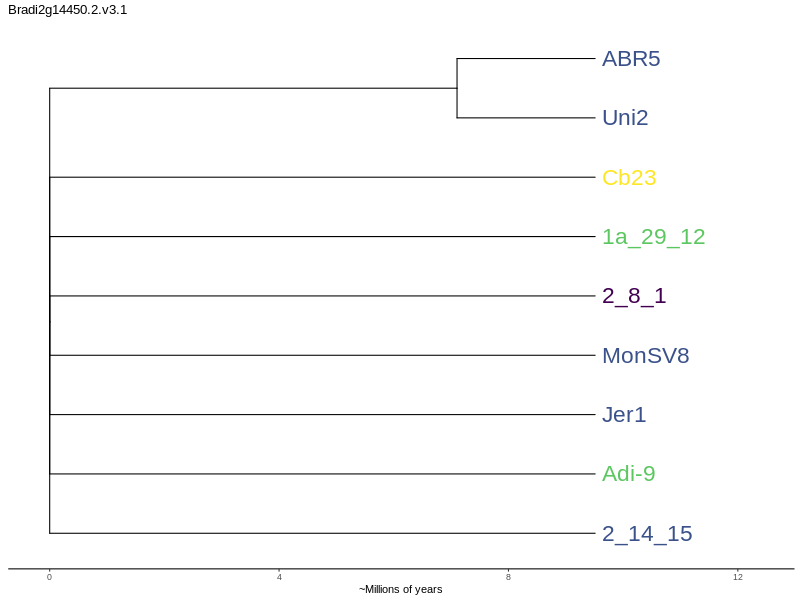 Bradi2g14450.2.v3.1
ABR5
Uni2
Cb23
1a_29_12
2_8_1
MonSV8
Jer1
Adi-9
2_14_15
0 4 8 12
~Millions of years